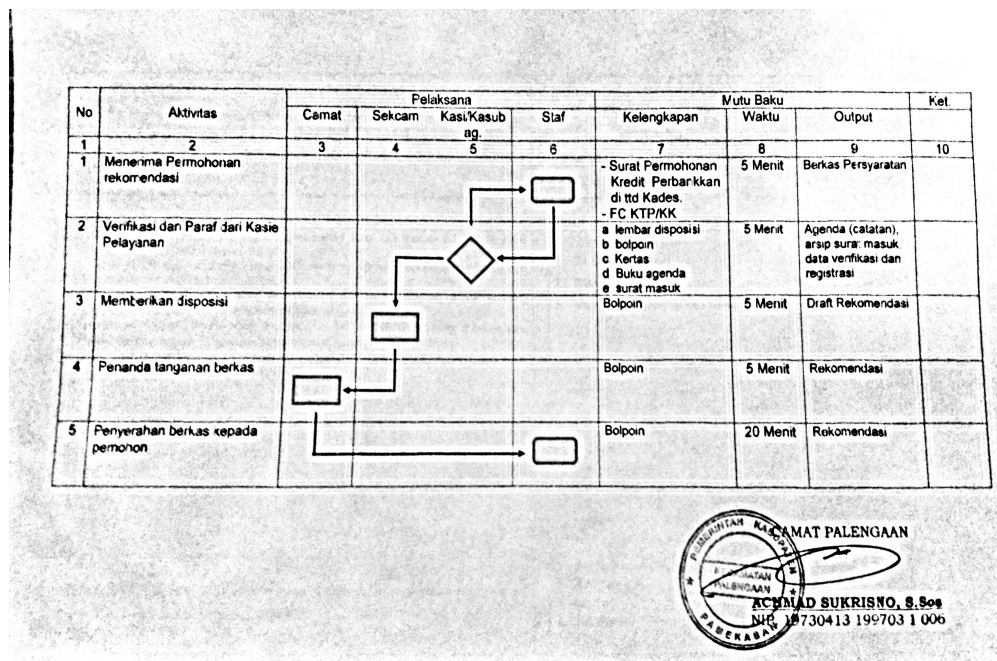 No Aktivitas Pelaksana Mutu Baku Ket.
Camat Sekcam Kasi/Kasub Staf Kelengkapan Waktu Output
ag.
1 2 3 4 5 6 7 8 9 10
1 Menerima Permohonan - Surat Permohonan 5 Menit Berkas Persyaratan
rekomendasi Kredit Perbankkan
di ttd Kades.
- FC KTP/KK
2 Verifikasi dan Paraf dari Kasie a lembar disposisi 5 Menit Agenda (catatan),
Pelayanan b bolpoin arsip surat masuk
c Kertas data verifikasi dan
d Buku agenda registrasi
e surat masuk
3 Memberikan disposisi Bolpoin 5 Menit Draft Rekomendasi
4 Penanda tanganan berkas Bolpoin 5 Menit Rekomendasi
5 Penyerahan berkas kepada Bolpoin 20 Menit Rekomendasi
pemohon
CAMAT PALENGAAN
PEMERINTAH KABUPATEN
KECAMATAN
PALENGAAN
PAMEKASAN
ACHMAD SUKRISNO, S.Sos
NIP. 19730413 199703 1 006